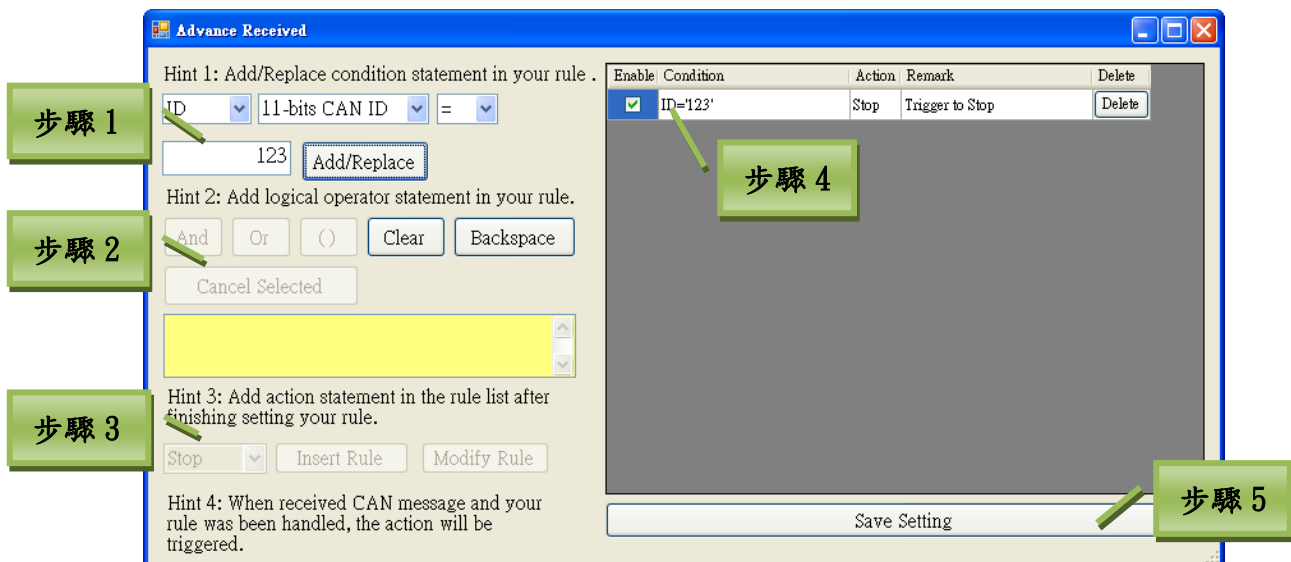 Advance Received
Hint 1: Add/Replace condition statement in your rule .
ID 11-bits CAN ID =
123 Add/Replace
Hint 2: Add logical operator statement in your rule.
And Or ( ) Clear Backspace
Cancel Selected
Hint 3: Add action statement in the rule list after
finishing setting your rule.
Stop Insert Rule Modify Rule
Hint 4: When received CAN message and your
rule was been handled, the action will be
triggered.
Enable Condition Action Remark Delete
ID='123' Stop Trigger to Stop Delete
Save Setting
步驟 1
步驟 2
步驟 3
步驟 4
步驟 5